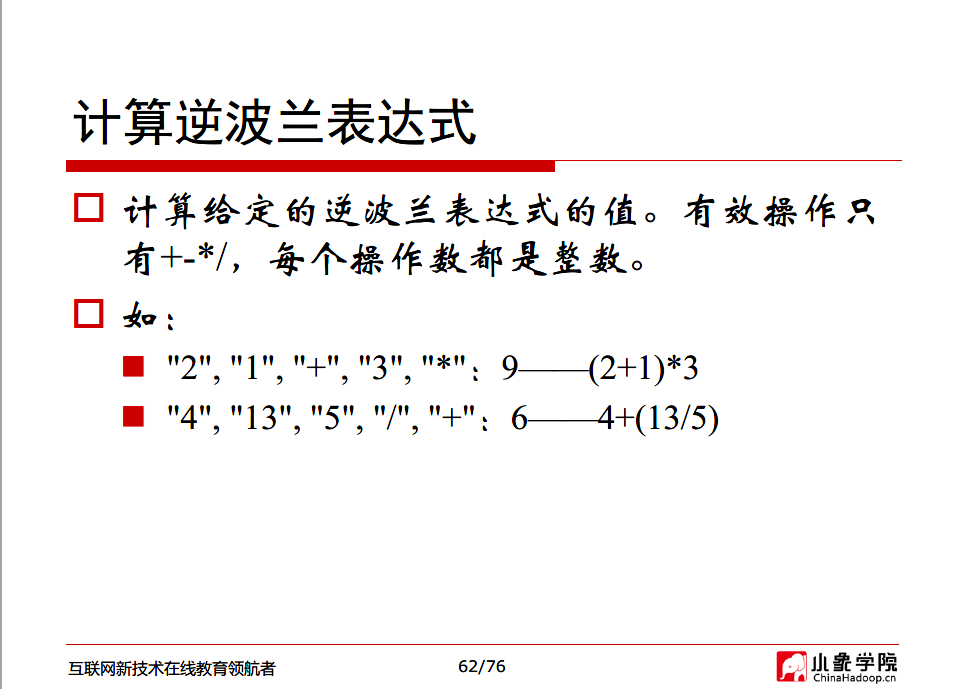 计算逆波兰表达式
计算给定的逆波兰表达式的值。有效操作只
有+-*/，每个操作数都是整数。
如：
"2", "1", "+", "3", "*"：9——(2+1)*3
"4", "13", "5", "/", "+"：6——4+(13/5)
互联网新技术在线教育领航者
62/76
小象学院
ChinaHadoop.cn